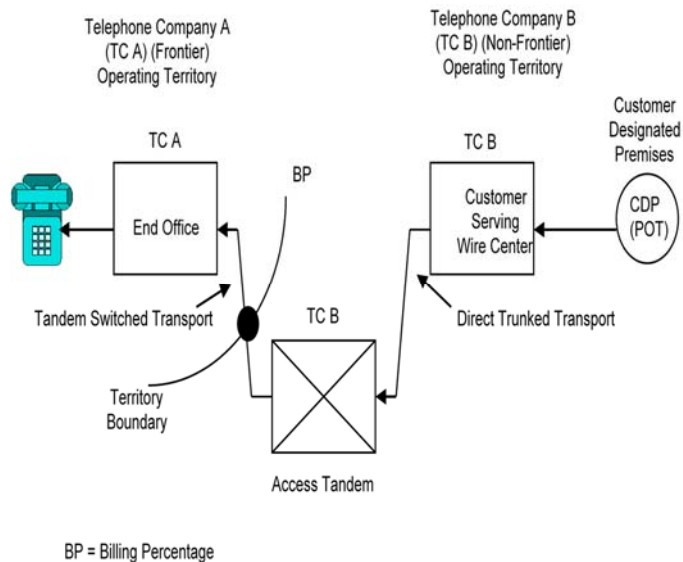 Telephone Company A
(TC A) (Frontier)
Operating Territory
Telephone Company B
(TC B) (Non-Frontier)
Operating Territory
Customer
Designated
Premises
TC A
BP
TC B
End Office
Customer
Serving
Wire Center
CDP
(POT)
Tandem Switched Transport
TC B
Direct Trunked Transport
Territory
Boundary
Access Tandem
BP = Billing Percentage